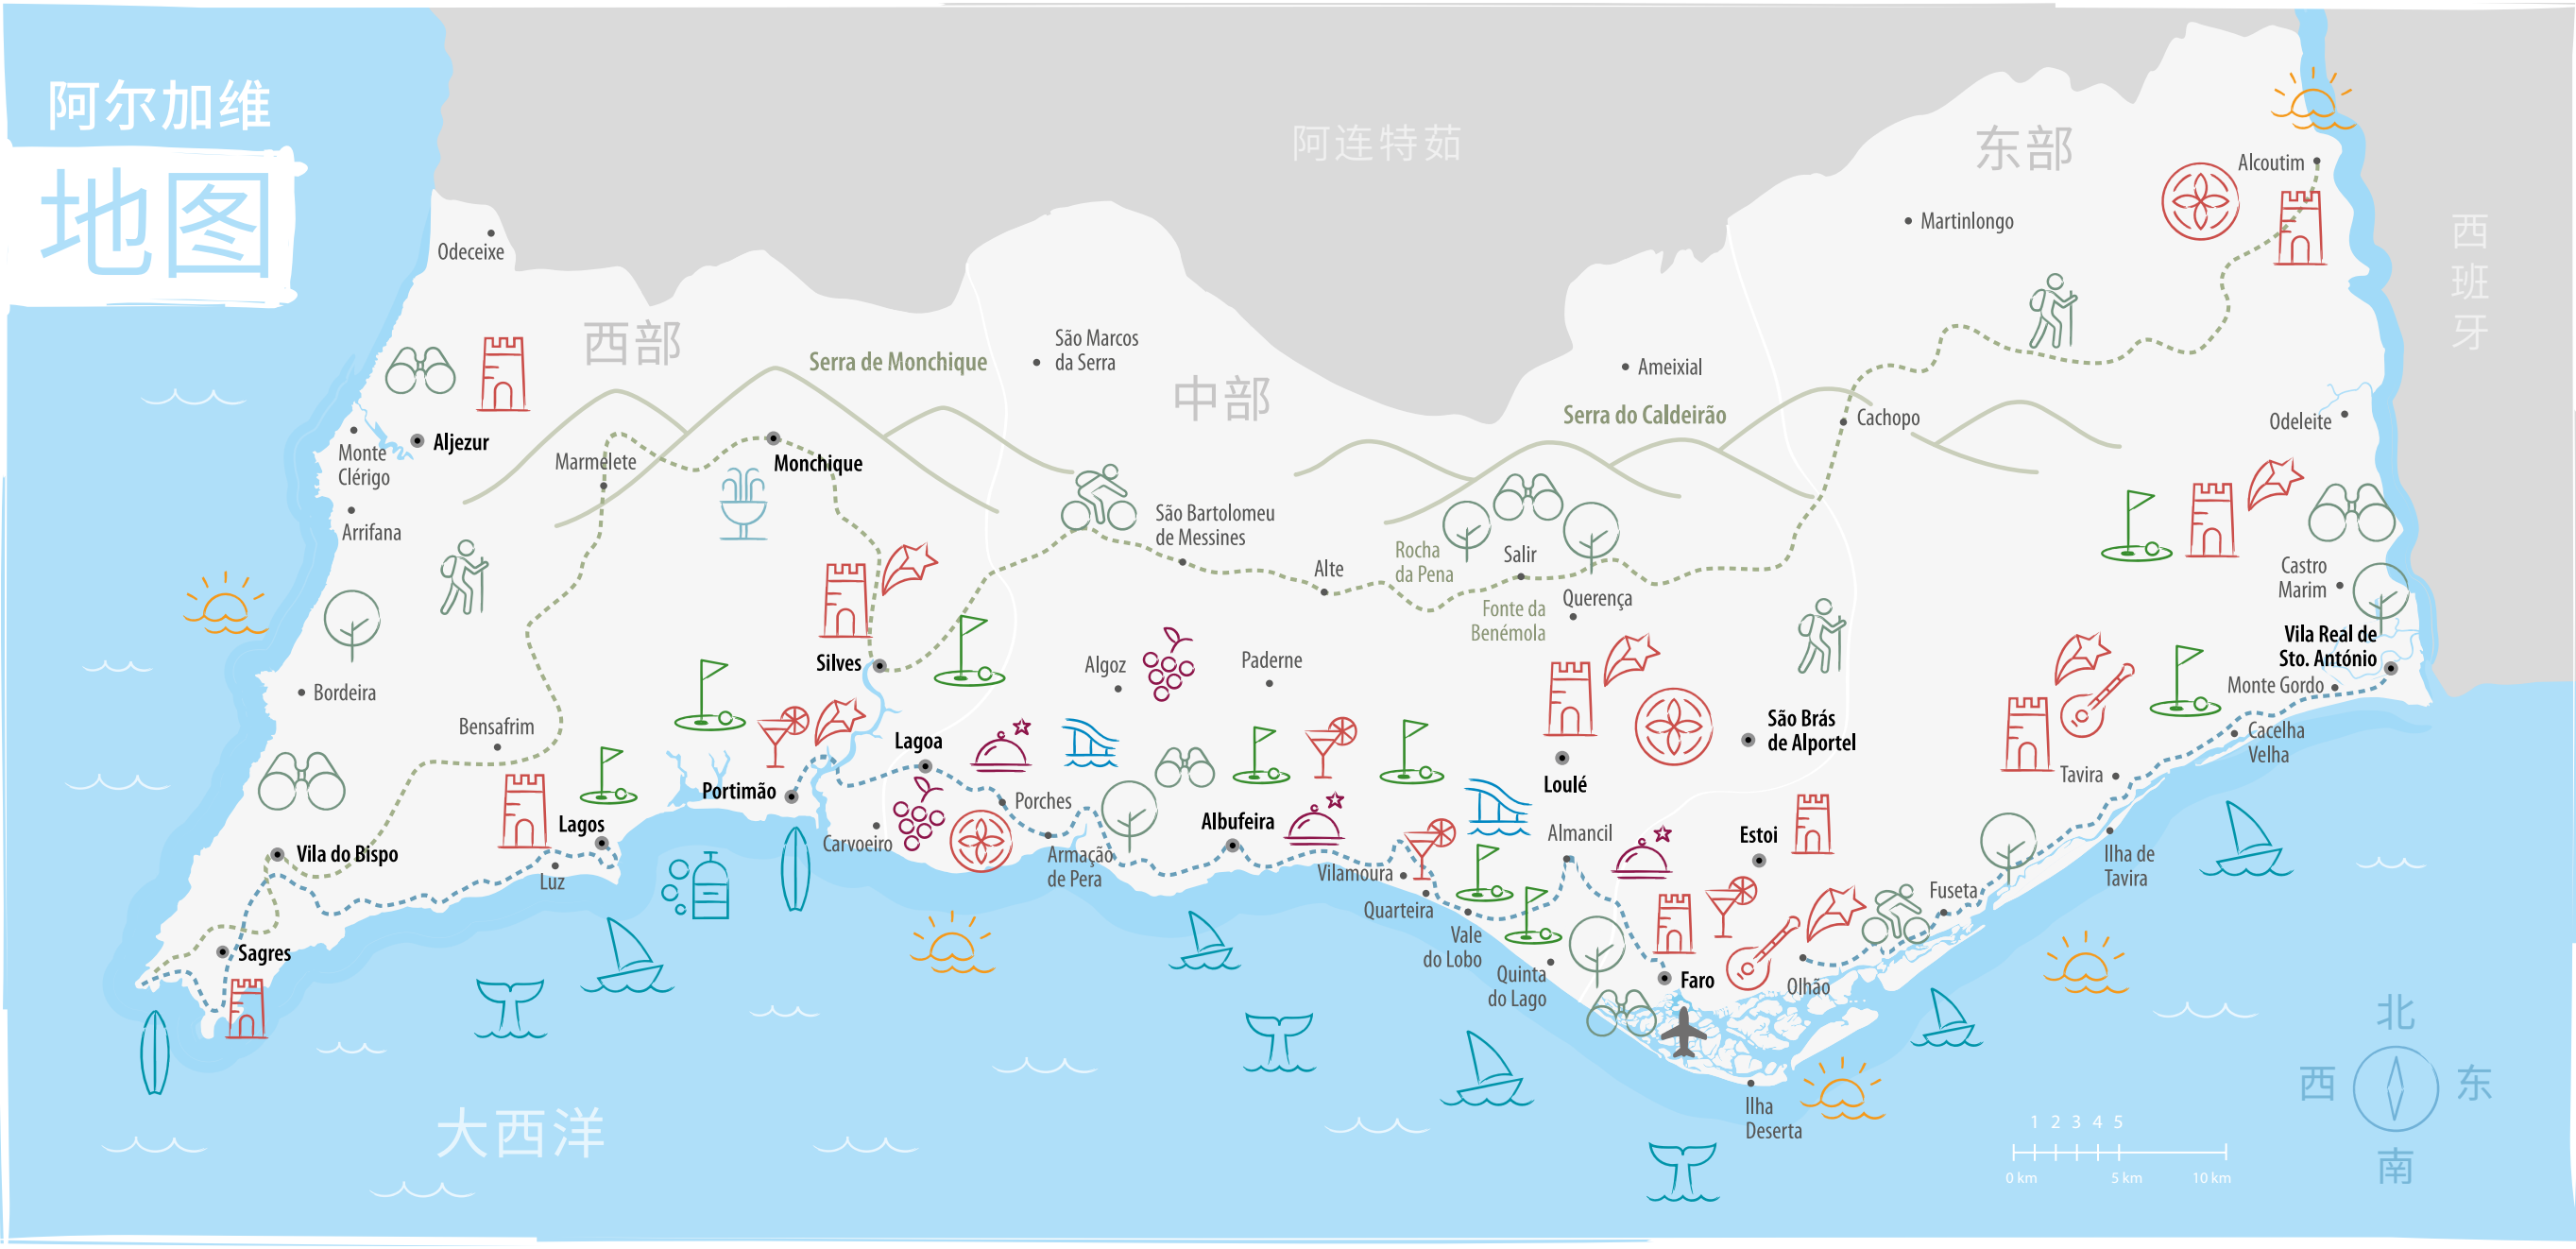 阿尔加维
地图
阿连特茹
东部
西班牙
西部
中部
大西洋
Alcoutim
Martinlongo
Odeceixe
São Marcos
da Serra
Serra de Monchique
Ameixial
Serra do Caldeirão
Cachopo
Odeleite
Aljezur
Monte
Clérigo
Marmelete
Monchique
Arrifana
São Bartolomeu
de Messines
Alte
Rocha
da Pena
Salir
Castro
Marim
Querença
Fonte da
Benémola
Vila Real de
Sto. António
Monte Gordo
Silves
Algoz
Paderne
Bordeira
Bensafrim
São Brás
de Alportel
Cacelha
Velha
Lagoa
Loulé
Tavira
Portimão
Porches
Lagos
Carvoeiro
Albufeira
Almancil
Estoi
Vila do Bispo
Luz
Armação
de Pera
Vilamoura
Ilha de
Tavira
Fuseta
Quarteira
Vale
do Lobo
Sagres
Quinta
do Lago
Faro
Olhão
Ilha
Deserta
北
西
东
南
1 2 3 4 5
0 km 5 km 10 km